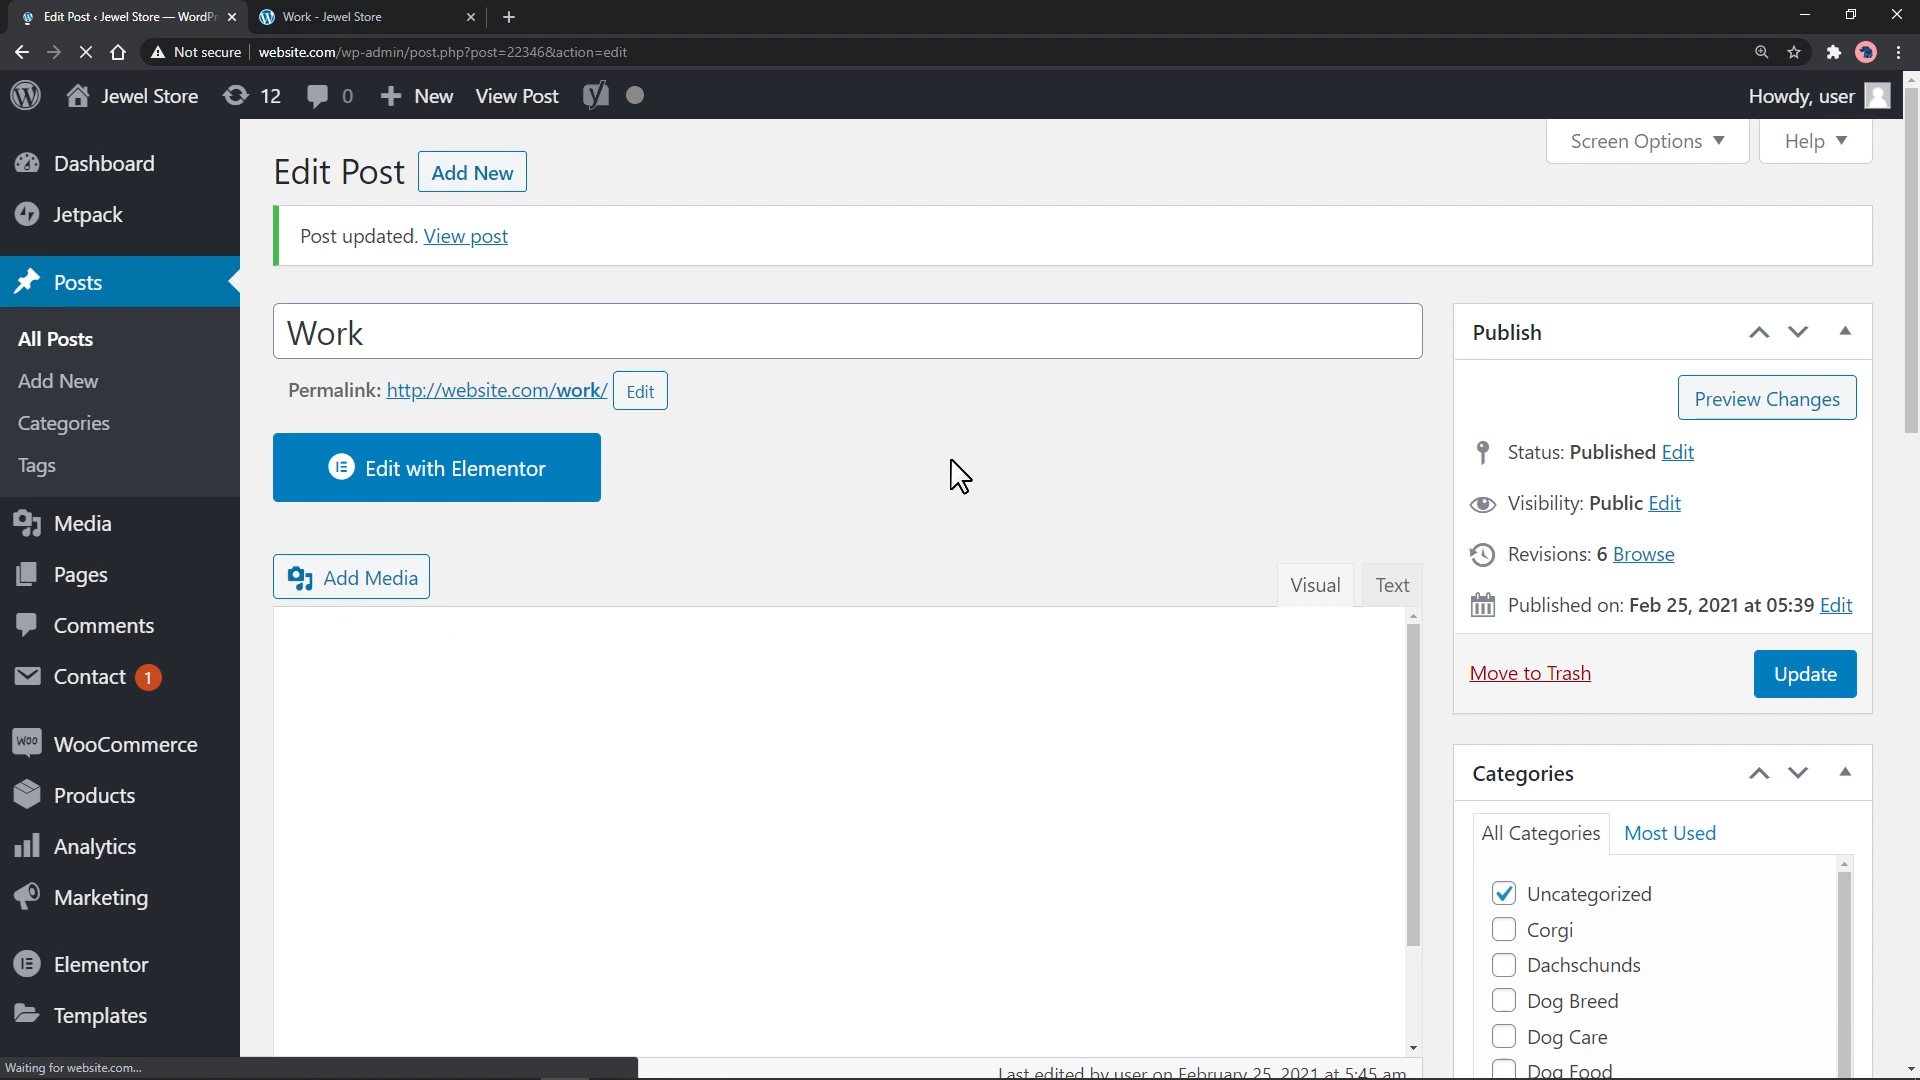 Edit Post ‹ Jewel Store — WordPr
Work - Jewel Store
Not secure
website.com/wp-admin/post.php?post=22346&action=edit
Jewel Store
12
0
New
View Post
Howdy, user
Dashboard
Jetpack
Posts
All Posts
Add New
Categories
Tags
Media
Pages
Comments
Contact 1
WOO
WooCommerce
Products
Analytics
Marketing
Elementor
Templates
Waiting for website.com...
Screen Options
Help
Edit Post
Add New
Post updated. View post
Work
Permalink: http://website.com/work/ Edit
Edit with Elementor
Add Media
Visual
Text
Last edited by user on February 25, 2021 at 5:45 am
Publish
Preview Changes
Status: Published Edit
Visibility: Public Edit
Revisions: 6 Browse
Published on: Feb 25, 2021 at 05:39 Edit
Move to Trash
Update
Categories
All Categories
Most Used
Uncategorized
Corgi
Dachschunds
Dog Breed
Dog Care
Dog Food